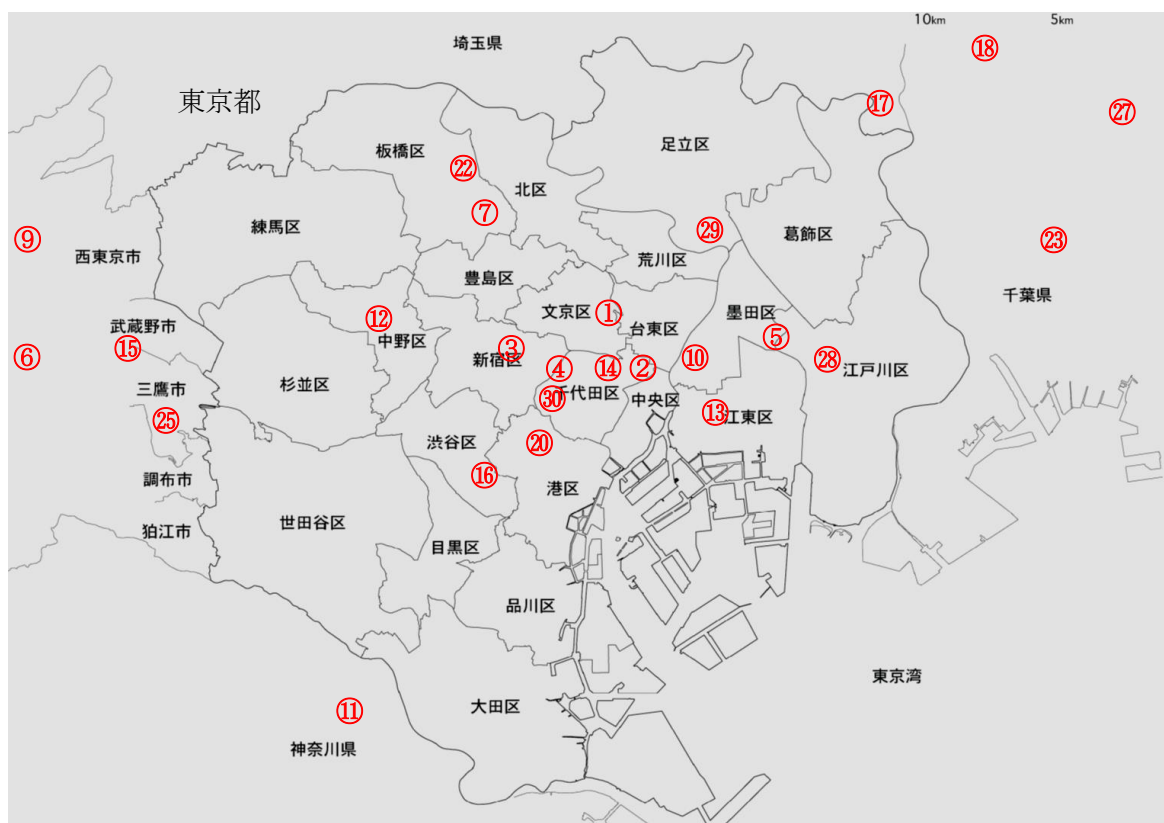 10km 5km
埼玉県 ⑱
東京都 ⑰ ㉗
板橋区 足立区
㉒ 北区
⑦
練馬区 ㉙ 葛飾区
⑨ 西東京市 荒川区 ㉓
豊島区 千葉県
⑫ 文京区 ① 台東区 墨田区
武蔵野市 中野区 ⑤
⑥ ⑮ 新宿区 ③ ⑩ ㉘ 江戸川区
三鷹市 杉並区 ④ ⑭ ②
㉚ 千代田区 中央区
㉕ ⑬ 江東区
渋谷区 ⑳
調布市 ⑯ 港区
狛江市 世田谷区
目黒区
品川区
東京湾
⑪ 大田区
神奈川県